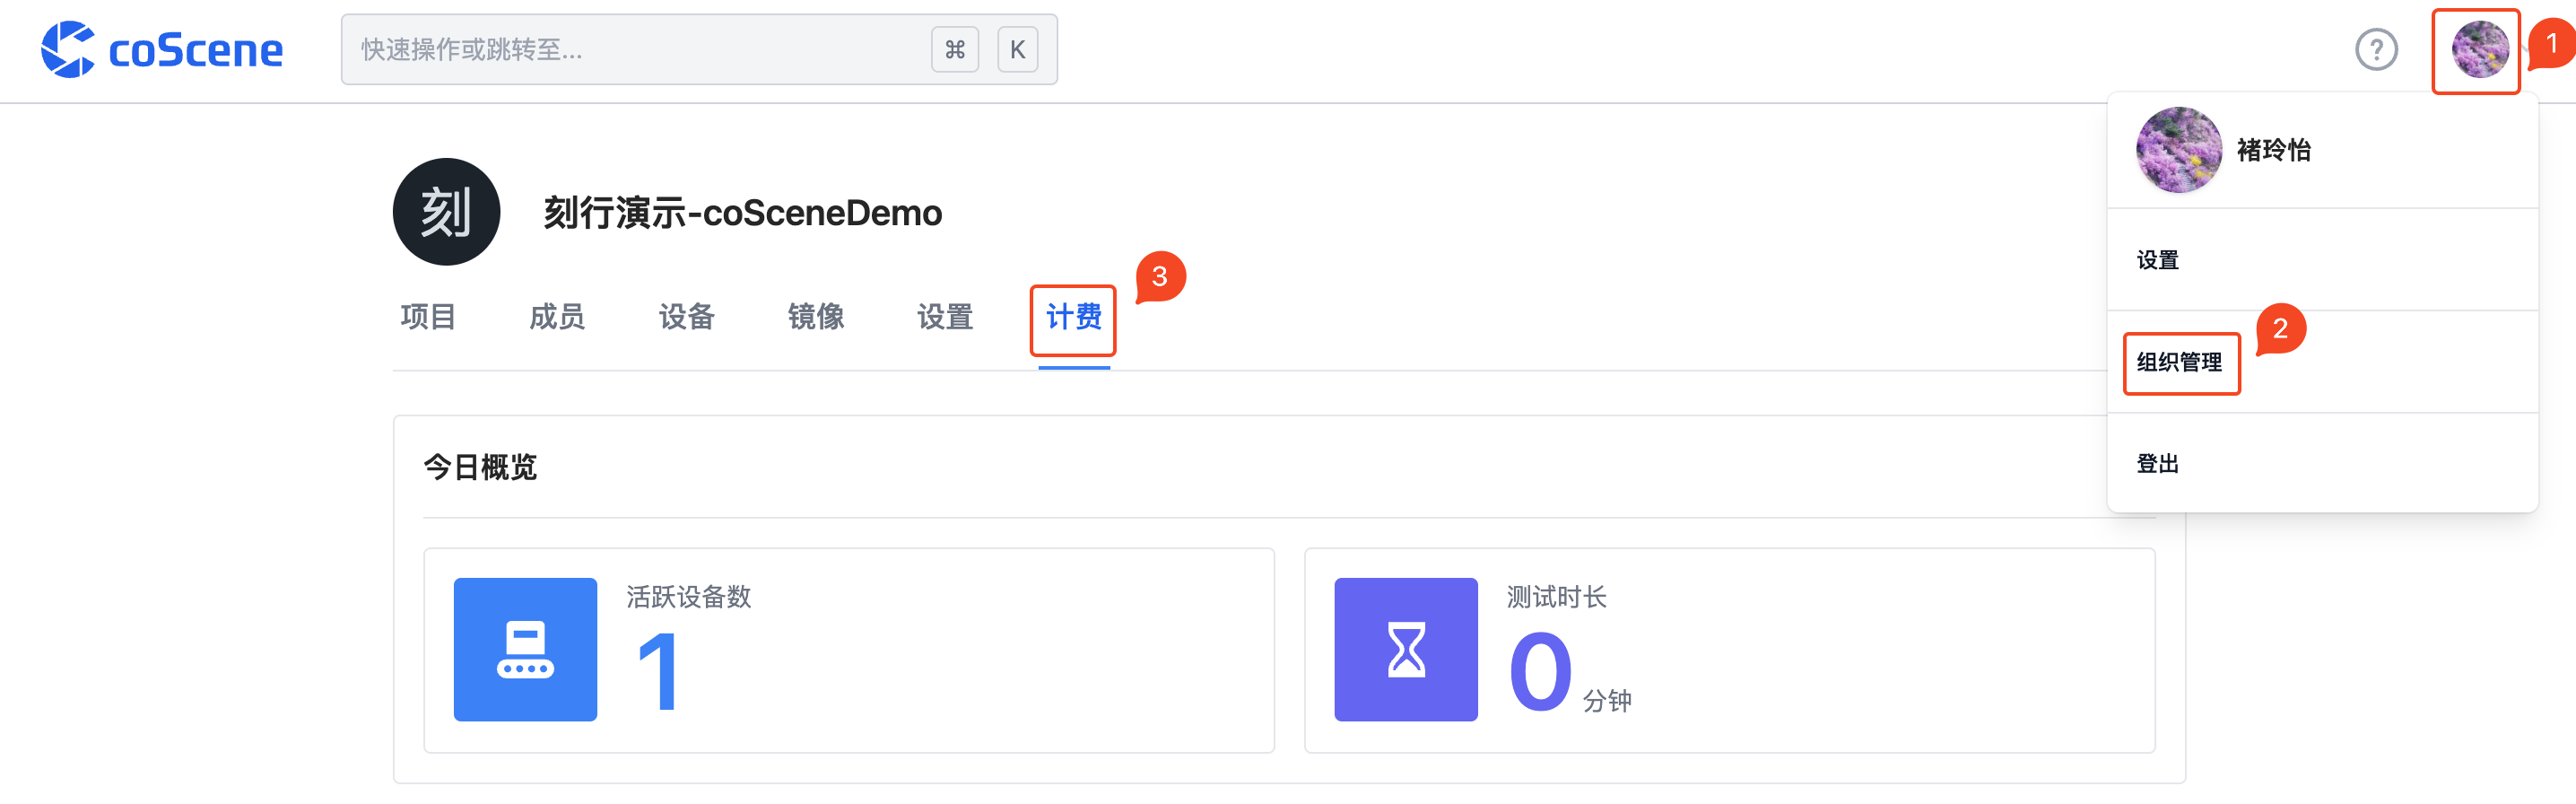 coScene
快速操作或跳转至...
⌘ K
?
1
褚玲怡
刻
刻行演示-coSceneDemo
设置
3
2
项目 成员 设备 镜像 设置 计费
组织管理
今日概览
登出
活跃设备数
1
测试时长
0 分钟